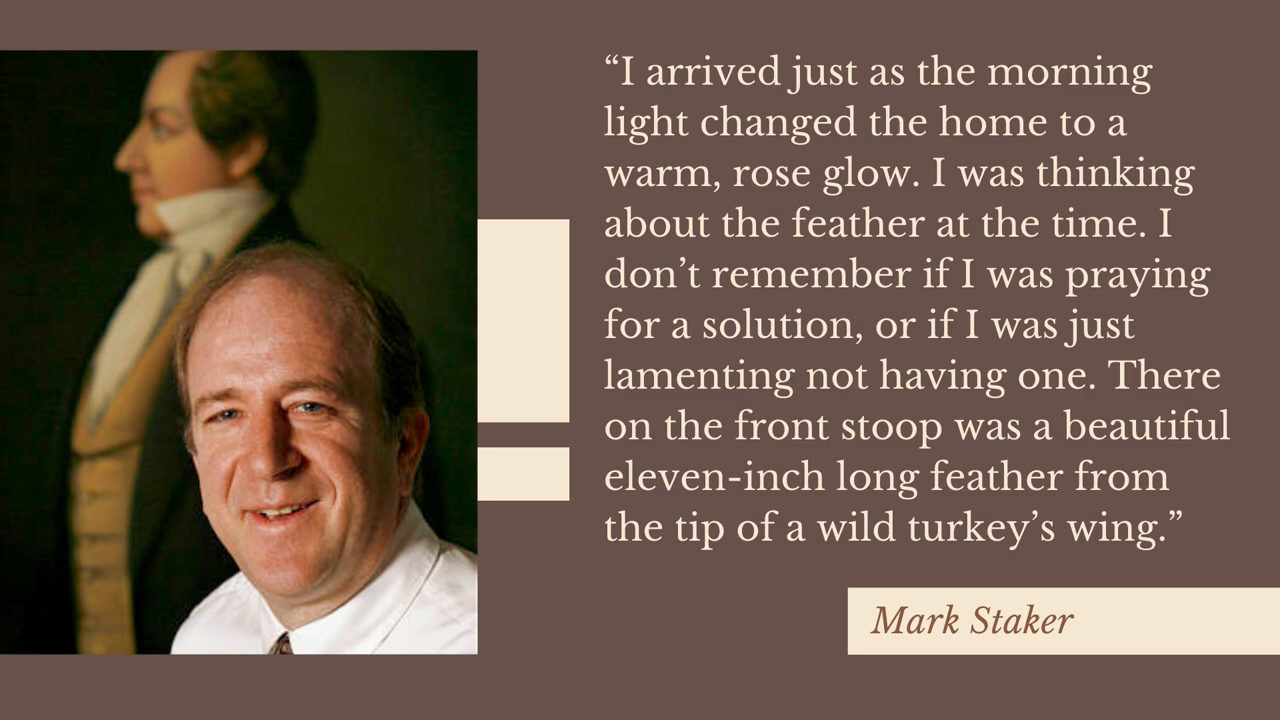 “I arrived just as the morning
light changed the home to a
warm, rose glow. I was thinking
about the feather at the time. I
don’t remember if I was praying
for a solution, or if I was just
lamenting not having one. There
on the front stoop was a beautiful
eleven-inch long feather from
the tip of a wild turkey’s wing.”
Mark Staker